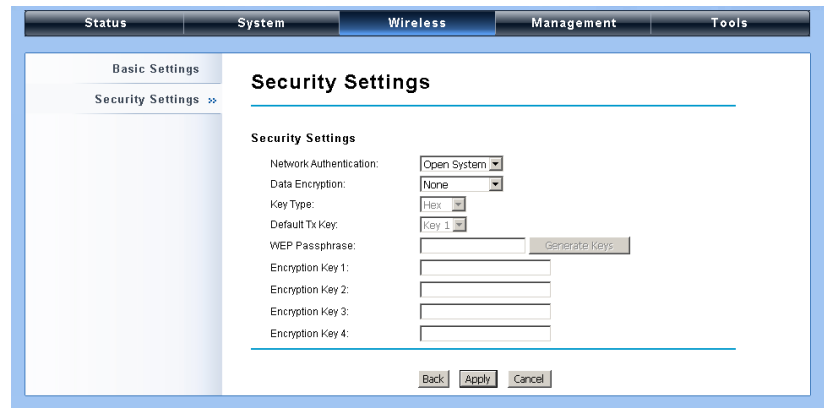 Status System Wireless Management Tools
Basic Settings
Security Settings »
Security Settings
Security Settings
Network Authentication: Open System
Data Encryption: None
Key Type: Hex
Default Tx Key: Key 1
WEP Passphrase: Generate Keys
Encryption Key 1:
Encryption Key 2:
Encryption Key 3:
Encryption Key 4:
Back Apply Cancel